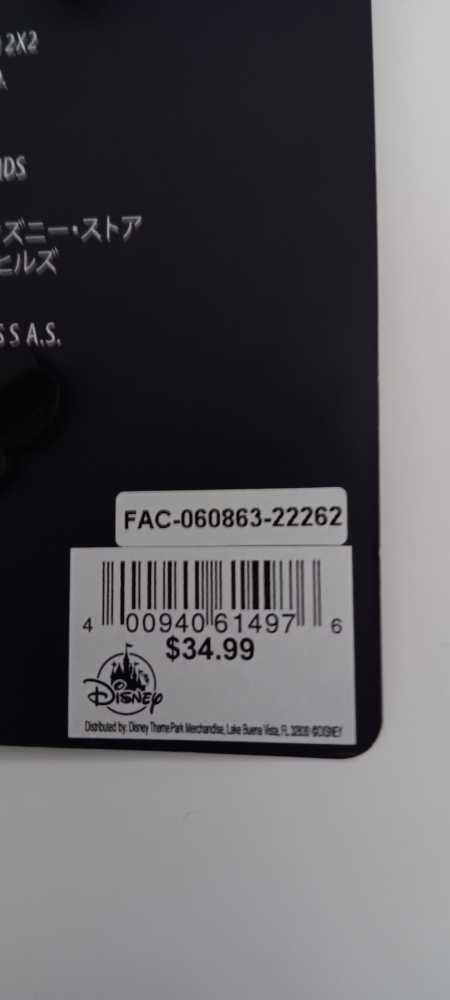 2X2
IDS
ズニー・ストア
ヒルズ
S A.S.
FAC-060863-22262
4 00940 61497 6
$34.99
Disney
Distributed by: Disney Theme Park Merchandise, Lake Buena Vista, FL 32830 ©DISNEY